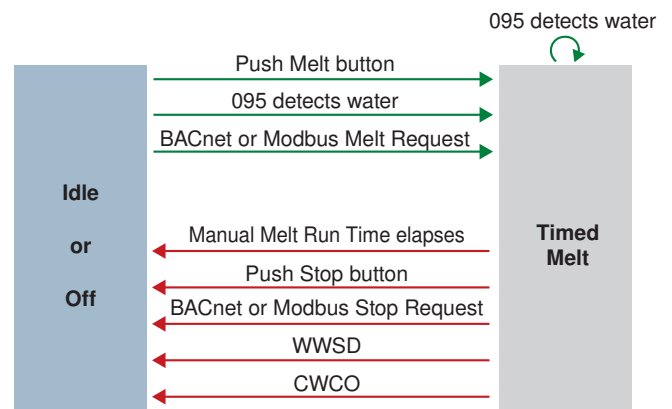 095 detects water
Push Melt button
095 detects water
BACnet or Modbus Melt Request
Idle
or
Off
Manual Melt Run Time elapses
Push Stop button
BACnet or Modbus Stop Request
WWSD
CWCO
Timed
Melt